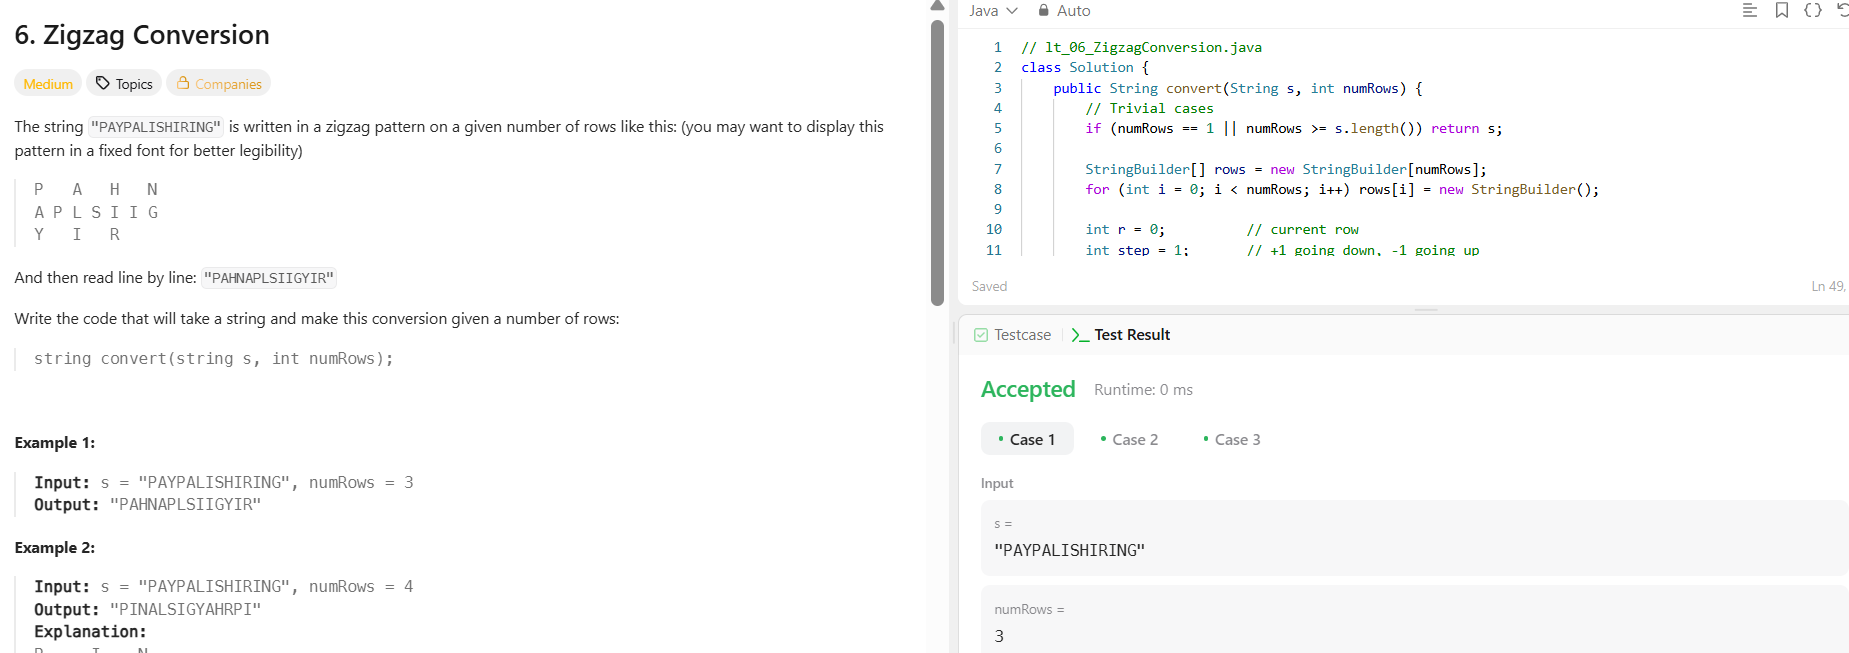 6. Zigzag Conversion
Medium Topics Companies
The string "PAYPALISHIRING" is written in a zigzag pattern on a given number of rows like this: (you may want to display this
pattern in a fixed font for better legibility)
P   A   H   N
A P L S I I G
Y   I   R
And then read line by line: "PAHNAPLSIIGYIR"
Write the code that will take a string and make this conversion given a number of rows:
string convert(string s, int numRows);
Example 1:
Input: s = "PAYPALISHIRING", numRows = 3
Output: "PAHNAPLSIIGYIR"
Example 2:
Input: s = "PAYPALISHIRING", numRows = 4
Output: "PINALSIGYAHRPI"
Explanation:
P     I    N
Java Auto
1 // lt_06_ZigzagConversion.java
2 class Solution {
3     public String convert(String s, int numRows) {
4         // Trivial cases
5         if (numRows == 1 || numRows >= s.length()) return s;
6
7         StringBuilder[] rows = new StringBuilder[numRows];
8         for (int i = 0; i < numRows; i++) rows[i] = new StringBuilder();
9
10         int r = 0;          // current row
11         int step = 1;       // +1 going down, -1 going up
Saved Ln 49,
Testcase Test Result
Accepted Runtime: 0 ms
Case 1 Case 2 Case 3
Input
s =
"PAYPALISHIRING"
numRows =
3